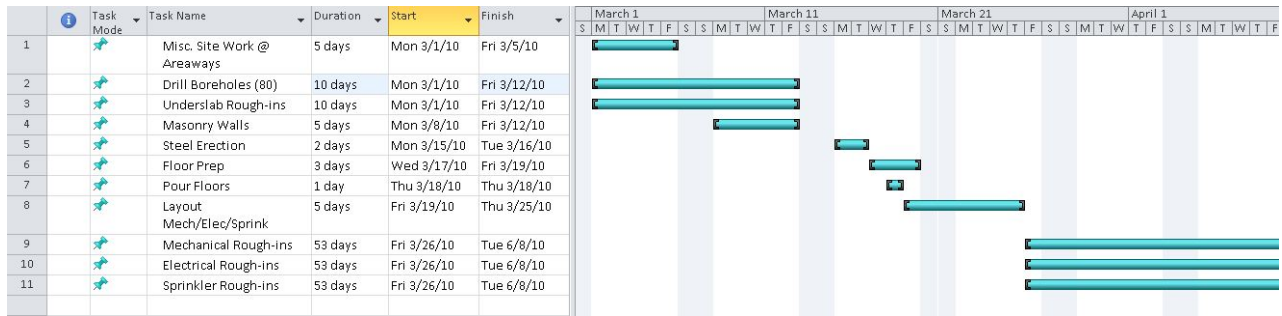 Task Mode Task Name Duration Start Finish March 1 March 11 March 21 April 1
S M T W T F S S M T W T F S S M T W T F S S M T W T F S S M T W T F S S M T W T F
1 Misc. Site Work @ Areaways 5 days Mon 3/1/10 Fri 3/5/10
2 Drill Boreholes (80) 10 days Mon 3/1/10 Fri 3/12/10
3 Underslab Rough-ins 10 days Mon 3/1/10 Fri 3/12/10
4 Masonry Walls 5 days Mon 3/8/10 Fri 3/12/10
5 Steel Erection 2 days Mon 3/15/10 Tue 3/16/10
6 Floor Prep 3 days Wed 3/17/10 Fri 3/19/10
7 Pour Floors 1 day Thu 3/18/10 Thu 3/18/10
8 Layout Mech/Elec/Sprink 5 days Fri 3/19/10 Thu 3/25/10
9 Mechanical Rough-ins 53 days Fri 3/26/10 Tue 6/8/10
10 Electrical Rough-ins 53 days Fri 3/26/10 Tue 6/8/10
11 Sprinkler Rough-ins 53 days Fri 3/26/10 Tue 6/8/10